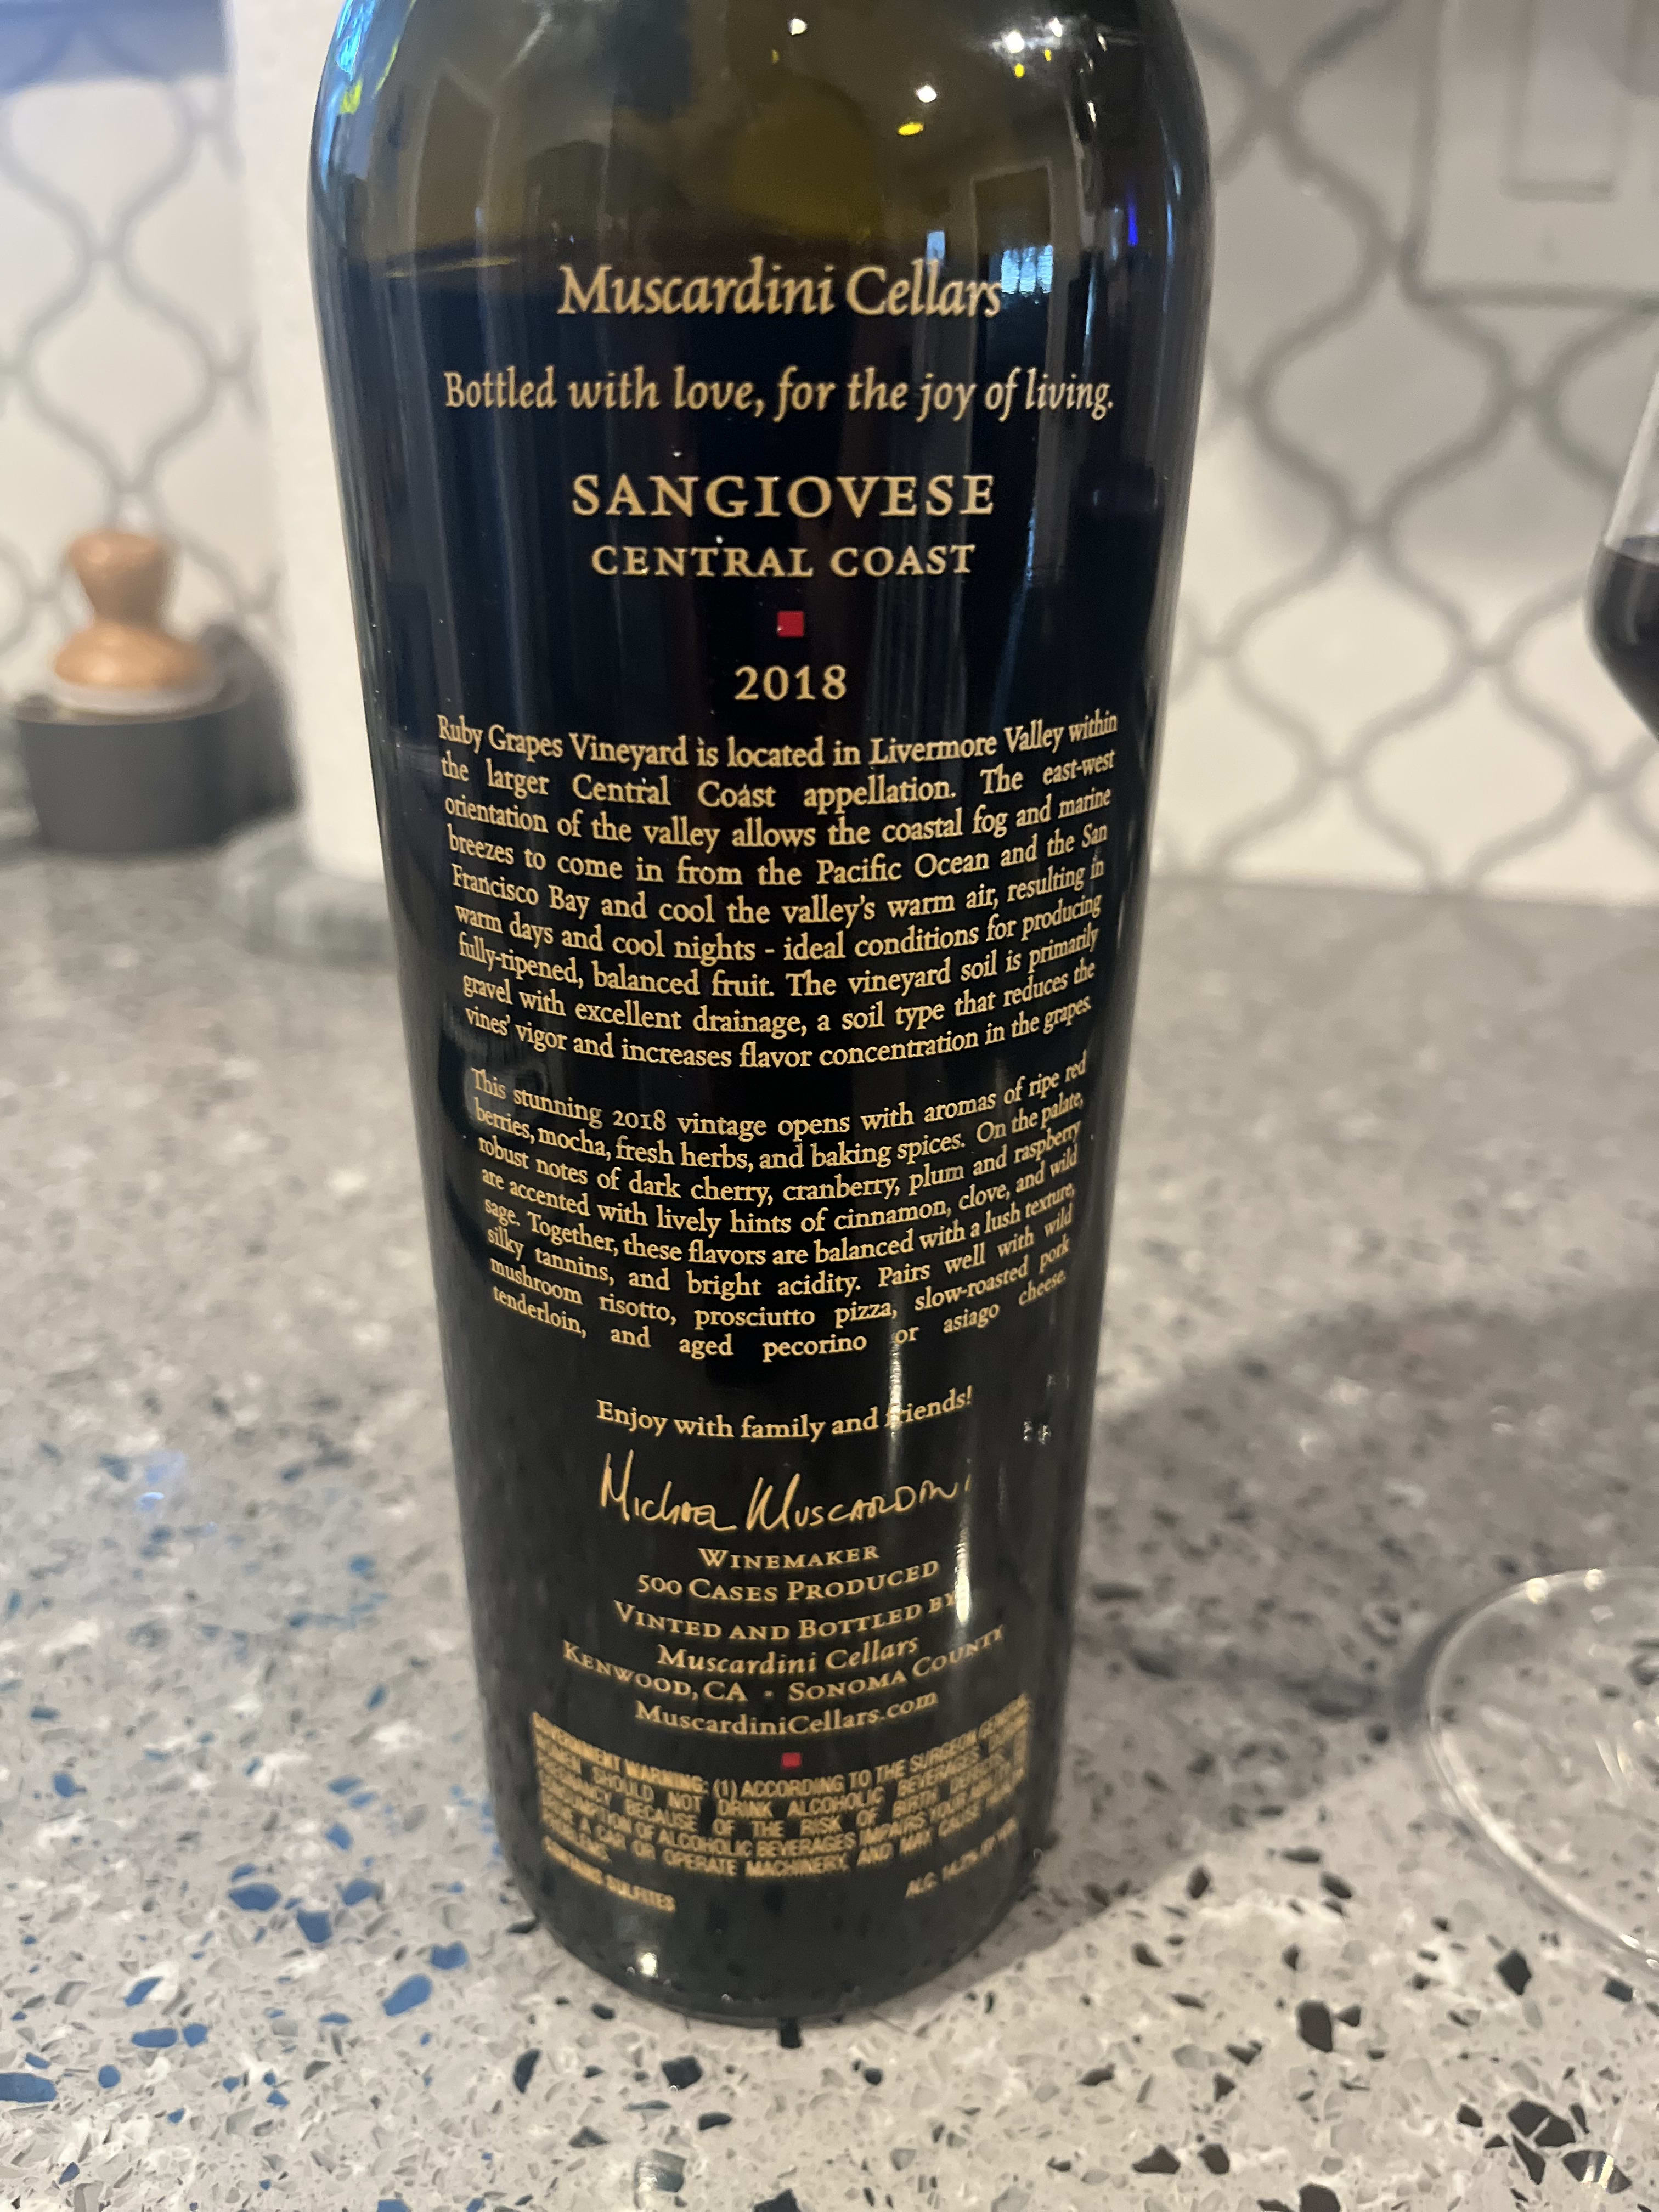 Muscardini Cellars
Bottled with love, for the joy of living.
SANGIOVESE
CENTRAL COAST
2018
Ruby Grapes Vineyard is located in Livermore Valley within
the larger Central Coast appellation. The east-west
orientation of the valley allows the coastal fog and marine
breezes to come in from the Pacific Ocean and the San
Francisco Bay and cool the valley's warm air, resulting in
warm days and cool nights - ideal conditions for producing
fully-ripened, balanced fruit. The vineyard soil is primarily
gravel with excellent drainage, a soil type that reduces the
vines' vigor and increases flavor concentration in the grapes.
This stunning 2018 vintage opens with aromas of ripe red
berries, mocha, fresh herbs, and baking spices. On the palate,
robust notes of dark cherry, cranberry, plum and raspberry
are accented with lively hints of cinnamon, clove, and wild
sage. Together, these flavors are balanced with a lush texture,
silky tannins, and bright acidity. Pairs well with wild
mushroom risotto, prosciutto pizza, slow-roasted pork
tenderloin, and aged pecorino or asiago cheese.
Enjoy with family and friends!
Michael Muscardini
WINEMAKER
500 CASES PRODUCED
VINTED AND BOTTLED BY
Muscardini Cellars
KENWOOD, CA • SONOMA COUNTY
MuscardiniCellars.com
GOVERNMENT WARNING: (1) ACCORDING TO THE SURGEON GENERAL
WOMEN SHOULD NOT DRINK ALCOHOLIC BEVERAGES DURING
PREGNANCY BECAUSE OF THE RISK OF BIRTH DEFECTS. (2)
CONSUMPTION OF ALCOHOLIC BEVERAGES IMPAIRS YOUR ABILITY TO
DRIVE A CAR OR OPERATE MACHINERY, AND MAY CAUSE HEALTH
PROBLEMS.
CONTAINS SULFITES
ALC. 14.2% BY VOL.